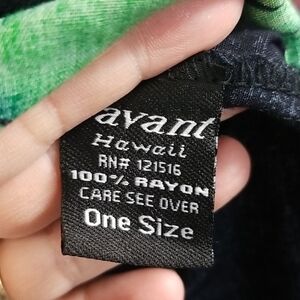 avant
Hawaii
RN# 121516
100% RAYON
CARE SEE OVER
One Size